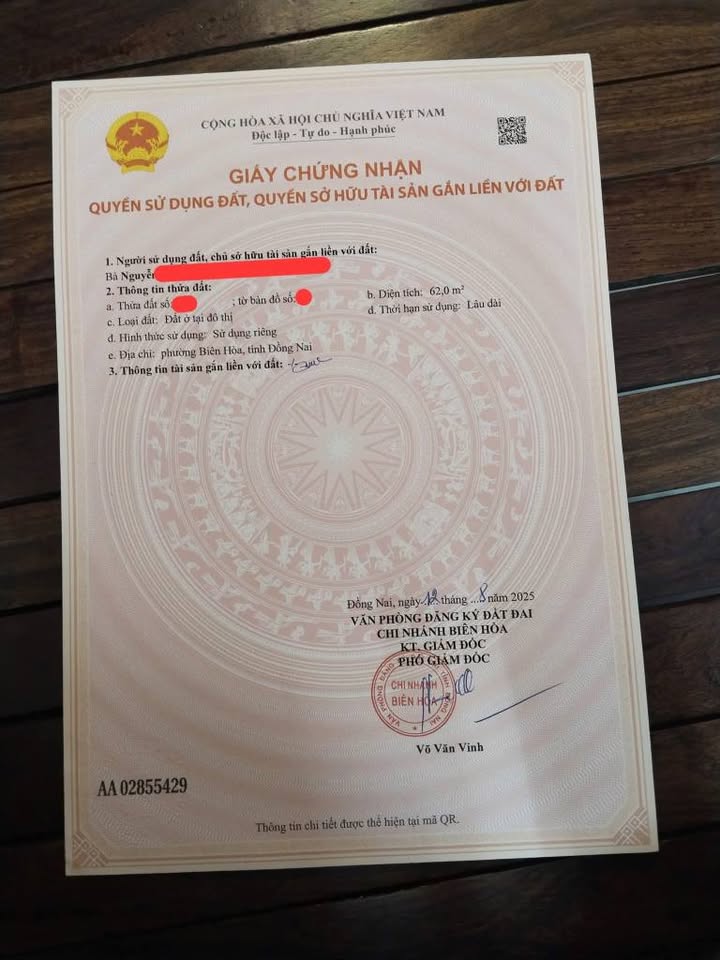 CỘNG HÒA XÃ HỘI CHỦ NGHĨA VIỆT NAM
Độc lập - Tự do - Hạnh phúc
GIẤY CHỨNG NHẬN
QUYỀN SỬ DỤNG ĐẤT, QUYỀN SỞ HỮU TÀI SẢN GẮN LIỀN VỚI ĐẤT
1. Người sử dụng đất, chủ sở hữu tài sản gắn liền với đất:
Bà Nguyễn
2. Thông tin thửa đất:
a. Thửa đất số: ; tờ bản đồ số: b. Diện tích: 62,0 m²
c. Loại đất: Đất ở tại đô thị d. Thời hạn sử dụng: Lâu dài
đ. Hình thức sử dụng: Sử dụng riêng
e. Địa chỉ: phường Biên Hòa, tỉnh Đồng Nai
3. Thông tin tài sản gắn liền với đất:
Đồng Nai, ngày 12 tháng ...8 năm 2025
VĂN PHÒNG ĐĂNG KÝ ĐẤT ĐAI
CHI NHÁNH BIÊN HÒA
KT. GIÁM ĐỐC
PHÓ GIÁM ĐỐC
CHI NHÁNH
BIÊN HÒA
Võ Văn Vinh
AA 02855429
Thông tin chi tiết được thể hiện tại mã QR.